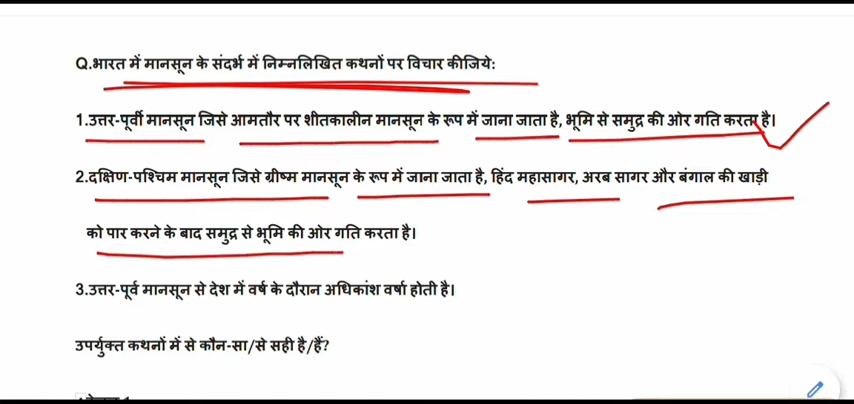 Q.भारत में मानसून के संदर्भ में निम्नलिखित कथनों पर विचार कीजिये:
1.उत्तर-पूर्वी मानसून जिसे आमतौर पर शीतकालीन मानसून के रूप में जाना जाता है, भूमि से समुद्र की ओर गति करता है।
2.दक्षिण-पश्चिम मानसून जिसे ग्रीष्म मानसून के रूप में जाना जाता है, हिंद महासागर, अरब सागर और बंगाल की खाड़ी
को पार करने के बाद समुद्र से भूमि की ओर गति करता है।
3.उत्तर-पूर्व मानसून से देश में वर्ष के दौरान अधिकांश वर्षा होती है।
उपर्युक्त कथनों में से कौन-सा/से सही है/हैं?